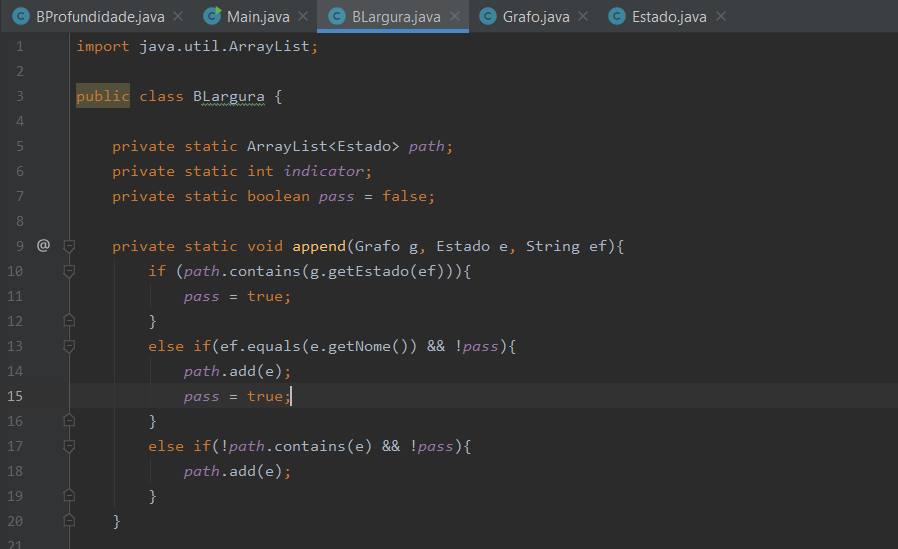 BProfundidade.java Main.java BLargura.java Grafo.java Estado.java
1 import java.util.ArrayList;
2
3 public class BLargura {
4
5 private static ArrayList<Estado> path;
6 private static int indicator;
7 private static boolean pass = false;
8
9 @ private static void append(Grafo g, Estado e, String ef){
10 if (path.contains(g.getEstado(ef))){
11 pass = true;
12 }
13 else if(ef.equals(e.getNome()) && !pass){
14 path.add(e);
15 pass = true;
16 }
17 else if(!path.contains(e) && !pass){
18 path.add(e);
19 }
20 }
21